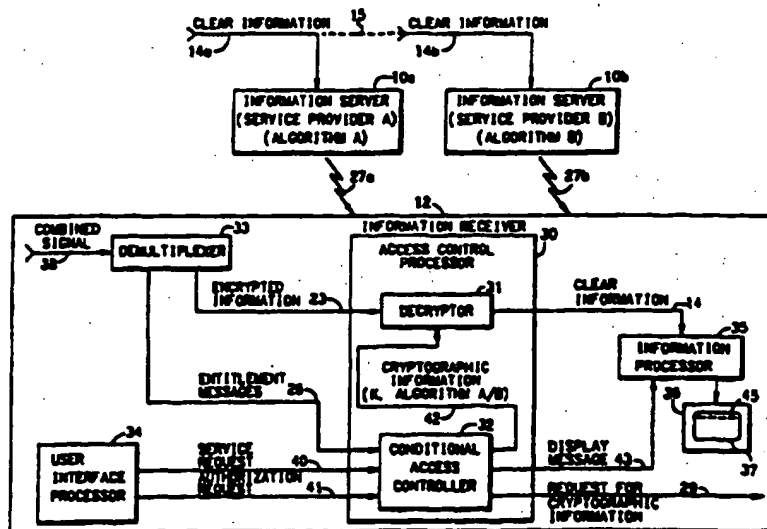 CLEAR INFORMATION
15
CLEAR INFORMATION
14a
14b
10a
10b
INFORMATION SERVER
(SERVICE PROVIDER A)
(ALGORITHM A)
INFORMATION SERVER
(SERVICE PROVIDER B)
(ALGORITHM B)
27a
27b
12
INFORMATION RECEIVER
COMBINED
SIGNAL
38
33
DEMULTIPLEXER
ACCESS CONTROL
PROCESSOR
30
ENCRYPTED
INFORMATION
23
31
DECRYPTOR
CLEAR
INFORMATION
14
35
INFORMATION
PROCESSOR
CRYPTOGRAPHIC
INFORMATION
(K, ALGORITHM A/B)
42
ENTITLEMENT
MESSAGES
36
45
37
34
USER
INTERFACE
PROCESSOR
SERVICE
REQUEST
40
AUTHORIZATION
REQUEST
41
32
CONDITIONAL
ACCESS
CONTROLLER
DISPLAY
MESSAGE
43
REQUEST FOR
CRYPTOGRAPHIC
INFORMATION
29